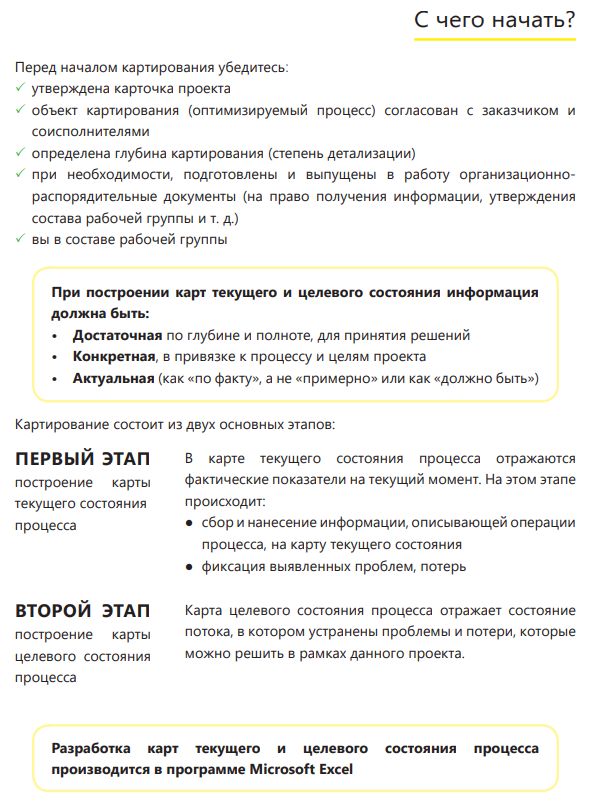 С чего начать?
Перед началом картирования убедитесь:
✓ утверждена карточка проекта
✓ объект картирования (оптимизируемый процесс) согласован с заказчиком и
соисполнителями
✓ определена глубина картирования (степень детализации)
✓ при необходимости, подготовлены и выпущены в работу организационно-
распорядительные документы (на право получения информации, утверждения
состава рабочей группы и т. д.)
✓ вы в составе рабочей группы
При построении карт текущего и целевого состояния информация
должна быть:
• Достаточная по глубине и полноте, для принятия решений
• Конкретная, в привязке к процессу и целям проекта
• Актуальная (как «по факту», а не «примерно» или как «должно быть»)
Картирование состоит из двух основных этапов:
ПЕРВЫЙ ЭТАП
построение карты
текущего состояния
процесса
В карте текущего состояния процесса отражаются
фактические показатели на текущий момент. На этом этапе
происходит:
● сбор и нанесение информации, описывающей операции
процесса, на карту текущего состояния
● фиксация выявленных проблем, потерь
ВТОРОЙ ЭТАП
построение карты
целевого состояния
процесса
Карта целевого состояния процесса отражает состояние
потока, в котором устранены проблемы и потери, которые
можно решить в рамках данного проекта.
Разработка карт текущего и целевого состояния процесса
производится в программе Microsoft Excel